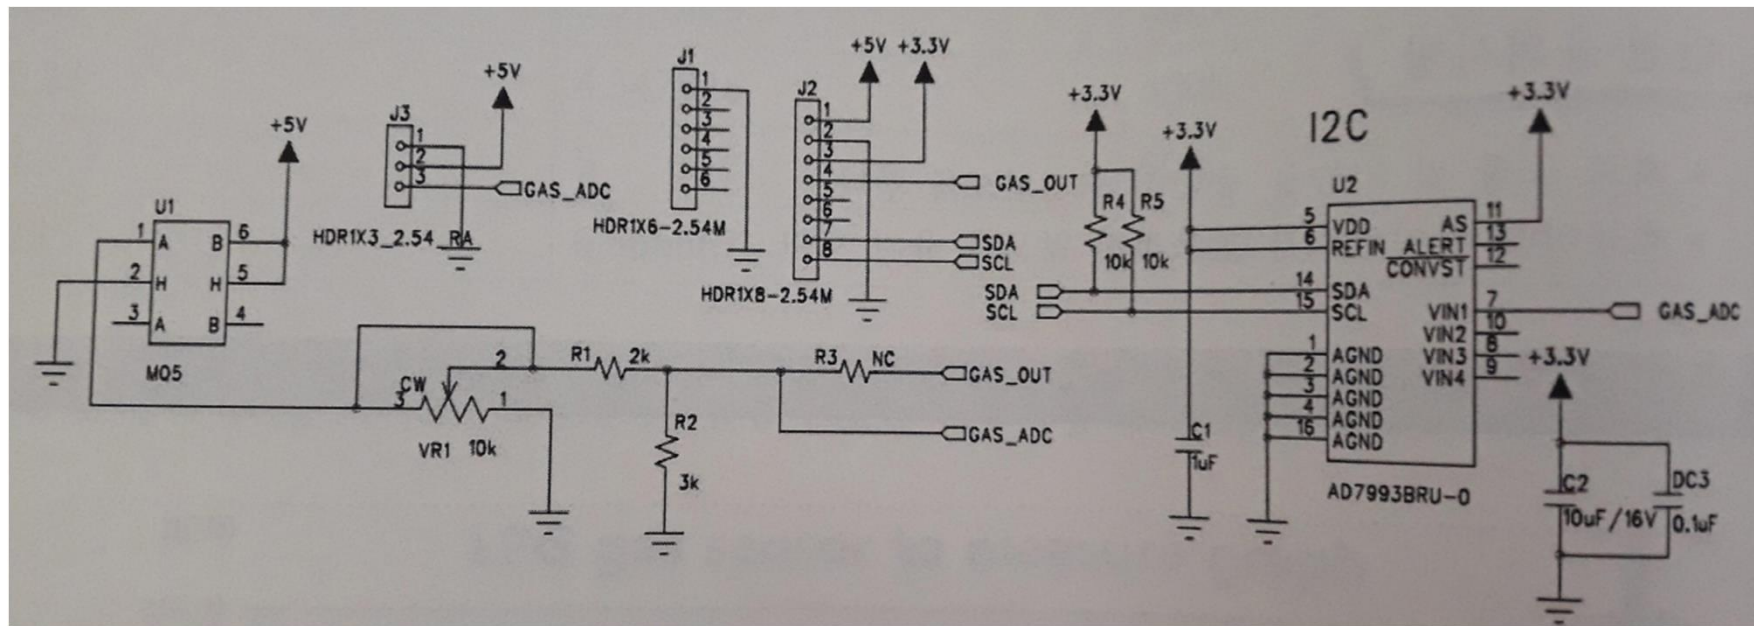 +5V
U1
1 A B 6
2 H H 5
3 A B 4
MQ5
J3
1
2
3
+5V
GAS_ADC
HDR1X3_2.54_RA
J1
1
2
3
4
5
6
HDR1X6-2.54M
J2
1
2
3
4
5
6
7
8
+5V +3.3V
GAS_OUT
SDA
SCL
HDR1X8-2.54M
CW
3
2
1
VR1 10k
R1 2k
R2
3k
R3 NC
GAS_OUT
GAS_ADC
+3.3V
R4 R5
10k 10k
SDA
SCL
+3.3V
C1
1uF
I2C
U2
+3.3V
5 VDD AS 11
6 REFIN ALERT 13
CONVST 12
14 SDA
15 SCL VIN1 7
VIN2 10
1 AGND VIN3 8
2 AGND VIN4 9
3 AGND
4 AGND
16 AGND
AD7993BRU-0
GAS_ADC
+3.3V
C2
10uF/16V
DC3
0.1uF